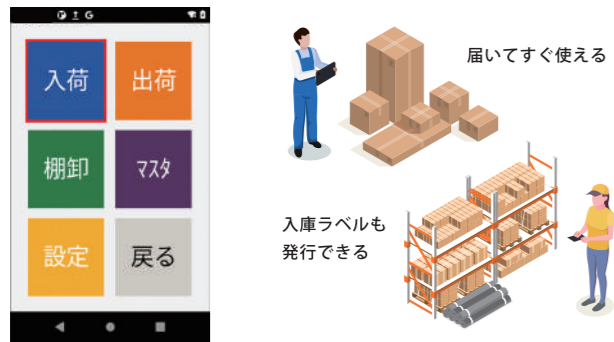 入荷
出荷
棚卸
マスタ
設定
戻る
届いてすぐ使える
入庫ラベルも
発行できる